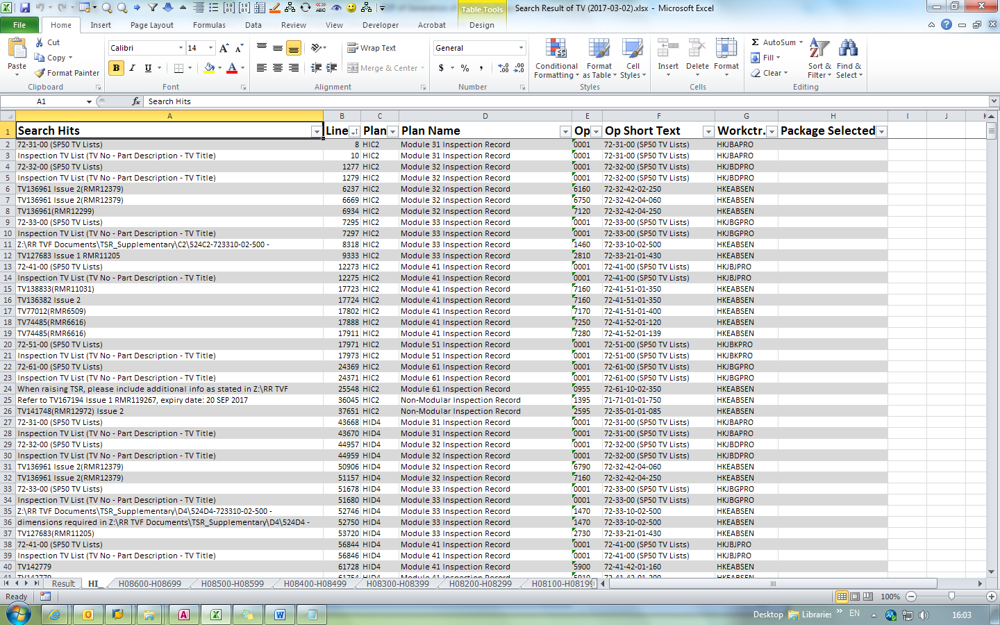 Search Result of TV (2017-03-02).xlsx - Microsoft Excel
Table Tools
File Home Insert Page Layout Formulas Data Review View Developer Acrobat Design
Paste Cut Copy Format Painter
Clipboard
Calibri 14
B I U
Font
Wrap Text
Merge & Center
Alignment
General
$ % ,
Number
Conditional Formatting Format as Table Cell Styles
Styles
Insert Delete Format
Cells
AutoSum Fill Clear Sort & Filter Find & Select
Editing
A1 fx Search Hits
A B C D E F G H I J K
1 Search Hits Line Plan Plan Name Op Op Short Text Workctr. Package Selected
2 72-31-00 (SP50 TV Lists) 8 HIC2 Module 31 Inspection Record 0001 72-31-00 (SP50 TV Lists) HKJBAPRO
3 Inspection TV List (TV No - Part Description - TV Title) 10 HIC2 Module 31 Inspection Record 0001 72-31-00 (SP50 TV Lists) HKJBAPRO
4 72-32-00 (SP50 TV Lists) 1277 HIC2 Module 32 Inspection Record 0001 72-32-00 (SP50 TV Lists) HKJBDPRO
5 Inspection TV List (TV No - Part Description - TV Title) 1279 HIC2 Module 32 Inspection Record 0001 72-32-00 (SP50 TV Lists) HKJBDPRO
6 TV136961 Issue 2(RMR12379) 6237 HIC2 Module 32 Inspection Record 6160 72-32-42-02-250 HKEABSEN
7 TV136961 Issue 2(RMR12379) 6669 HIC2 Module 32 Inspection Record 6750 72-32-42-04-060 HKEABSEN
8 TV136961(RMR12299) 6934 HIC2 Module 32 Inspection Record 7120 72-32-42-04-250 HKEABSEN
9 72-33-00 (SP50 TV Lists) 7295 HIC2 Module 33 Inspection Record 0001 72-33-00 (SP50 TV Lists) HKJBGPRO
10 Inspection TV List (TV No - Part Description - TV Title) 7297 HIC2 Module 33 Inspection Record 0001 72-33-00 (SP50 TV Lists) HKJBGPRO
11 Z:\RR TVF Documents\TSR_Supplementary\C2\524C2-723310-02-500 - 8318 HIC2 Module 33 Inspection Record 1460 72-33-10-02-500 HKEABSEN
12 TV127683 Issue 1 RMR11205 9333 HIC2 Module 33 Inspection Record 2810 72-33-21-01-430 HKEABSEN
13 72-41-00 (SP50 TV Lists) 12273 HIC2 Module 41 Inspection Record 0001 72-41-00 (SP50 TV Lists) HKJBJPRO
14 Inspection TV List (TV No - Part Description - TV Title) 12275 HIC2 Module 41 Inspection Record 0001 72-41-00 (SP50 TV Lists) HKJBJPRO
15 TV138833(RMR11031) 17723 HIC2 Module 41 Inspection Record 7160 72-41-51-01-350 HKEABSEN
16 TV136382 Issue 2 17724 HIC2 Module 41 Inspection Record 7160 72-41-51-01-350 HKEABSEN
17 TV77012(RMR6509) 17802 HIC2 Module 41 Inspection Record 7170 72-41-51-01-400 HKEABSEN
18 TV74485(RMR6616) 17888 HIC2 Module 41 Inspection Record 7250 72-41-52-01-120 HKEABSEN
19 TV74485(RMR6616) 17911 HIC2 Module 41 Inspection Record 7280 72-41-52-01-139 HKEABSEN
20 72-51-00 (SP50 TV Lists) 17971 HIC2 Module 51 Inspection Record 0001 72-51-00 (SP50 TV Lists) HKJBKPRO
21 Inspection TV List (TV No - Part Description - TV Title) 17973 HIC2 Module 51 Inspection Record 0001 72-51-00 (SP50 TV Lists) HKJBKPRO
22 72-61-00 (SP50 TV Lists) 24369 HIC2 Module 61 Inspection Record 0001 72-61-00 (SP50 TV Lists) HKJBGPRO
23 Inspection TV List (TV No - Part Description - TV Title) 24371 HIC2 Module 61 Inspection Record 0001 72-61-00 (SP50 TV Lists) HKJBGPRO
24 When raising TSR, please include additional info as stated in Z:\RR TVF 25548 HIC2 Module 61 Inspection Record 0955 72-61-10-02-350 HKEABSEN
25 Refer to TV167194 Issue 1 RMR119267, expiry date: 20 SEP 2017 36045 HIC2 Non-Modular Inspection Record 1395 71-71-01-01-750 HKEABSEN
26 TV141748(RMR12972) Issue 2 37651 HIC2 Non-Modular Inspection Record 2595 72-35-01-01-085 HKEABSEN
27 72-31-00 (SP50 TV Lists) 43668 HID4 Module 31 Inspection Record 0001 72-31-00 (SP50 TV Lists) HKJBAPRO
28 Inspection TV List (TV No - Part Description - TV Title) 43670 HID4 Module 31 Inspection Record 0001 72-31-00 (SP50 TV Lists) HKJBAPRO
29 72-32-00 (SP50 TV Lists) 44957 HID4 Module 32 Inspection Record 0001 72-32-00 (SP50 TV Lists) HKJBDPRO
30 Inspection TV List (TV No - Part Description - TV Title) 44959 HID4 Module 32 Inspection Record 0001 72-32-00 (SP50 TV Lists) HKJBDPRO
31 TV136961 Issue 2(RMR12379) 50906 HID4 Module 32 Inspection Record 6790 72-32-42-04-060 HKEABSEN
32 TV136961 Issue 2(RMR12379) 51157 HID4 Module 32 Inspection Record 7160 72-32-42-04-250 HKEABSEN
33 72-33-00 (SP50 TV Lists) 51678 HID4 Module 33 Inspection Record 0001 72-33-00 (SP50 TV Lists) HKJBGPRO
34 Inspection TV List (TV No - Part Description - TV Title) 51680 HID4 Module 33 Inspection Record 0001 72-33-00 (SP50 TV Lists) HKJBGPRO
35 Z:\RR TVF Documents\TSR_Supplementary\D4\524D4-723310-02-500 - 52746 HID4 Module 33 Inspection Record 1470 72-33-10-02-500 HKEABSEN
36 dimensions required in Z:\RR TVF Documents\TSR_Supplementary\D4\524D4 - 52750 HID4 Module 33 Inspection Record 1470 72-33-10-02-500 HKEABSEN
37 TV127683(RMR11205) 53720 HID4 Module 33 Inspection Record 2730 72-33-21-01-430 HKEABSEN
38 72-41-00 (SP50 TV Lists) 56844 HID4 Module 41 Inspection Record 0001 72-41-00 (SP50 TV Lists) HKJBJPRO
39 Inspection TV List (TV No - Part Description - TV Title) 56846 HID4 Module 41 Inspection Record 0001 72-41-00 (SP50 TV Lists) HKJBJPRO
40 TV142779 61728 HID4 Module 41 Inspection Record 5900 72-41-42-01-160 HKEABSEN
Result HI_ H08600-H08699 H08500-H08599 H08400-H08499 H08300-H08399 H08200-H08299 H08100-H08199
Ready 100%
Desktop Libraries EN 16:03